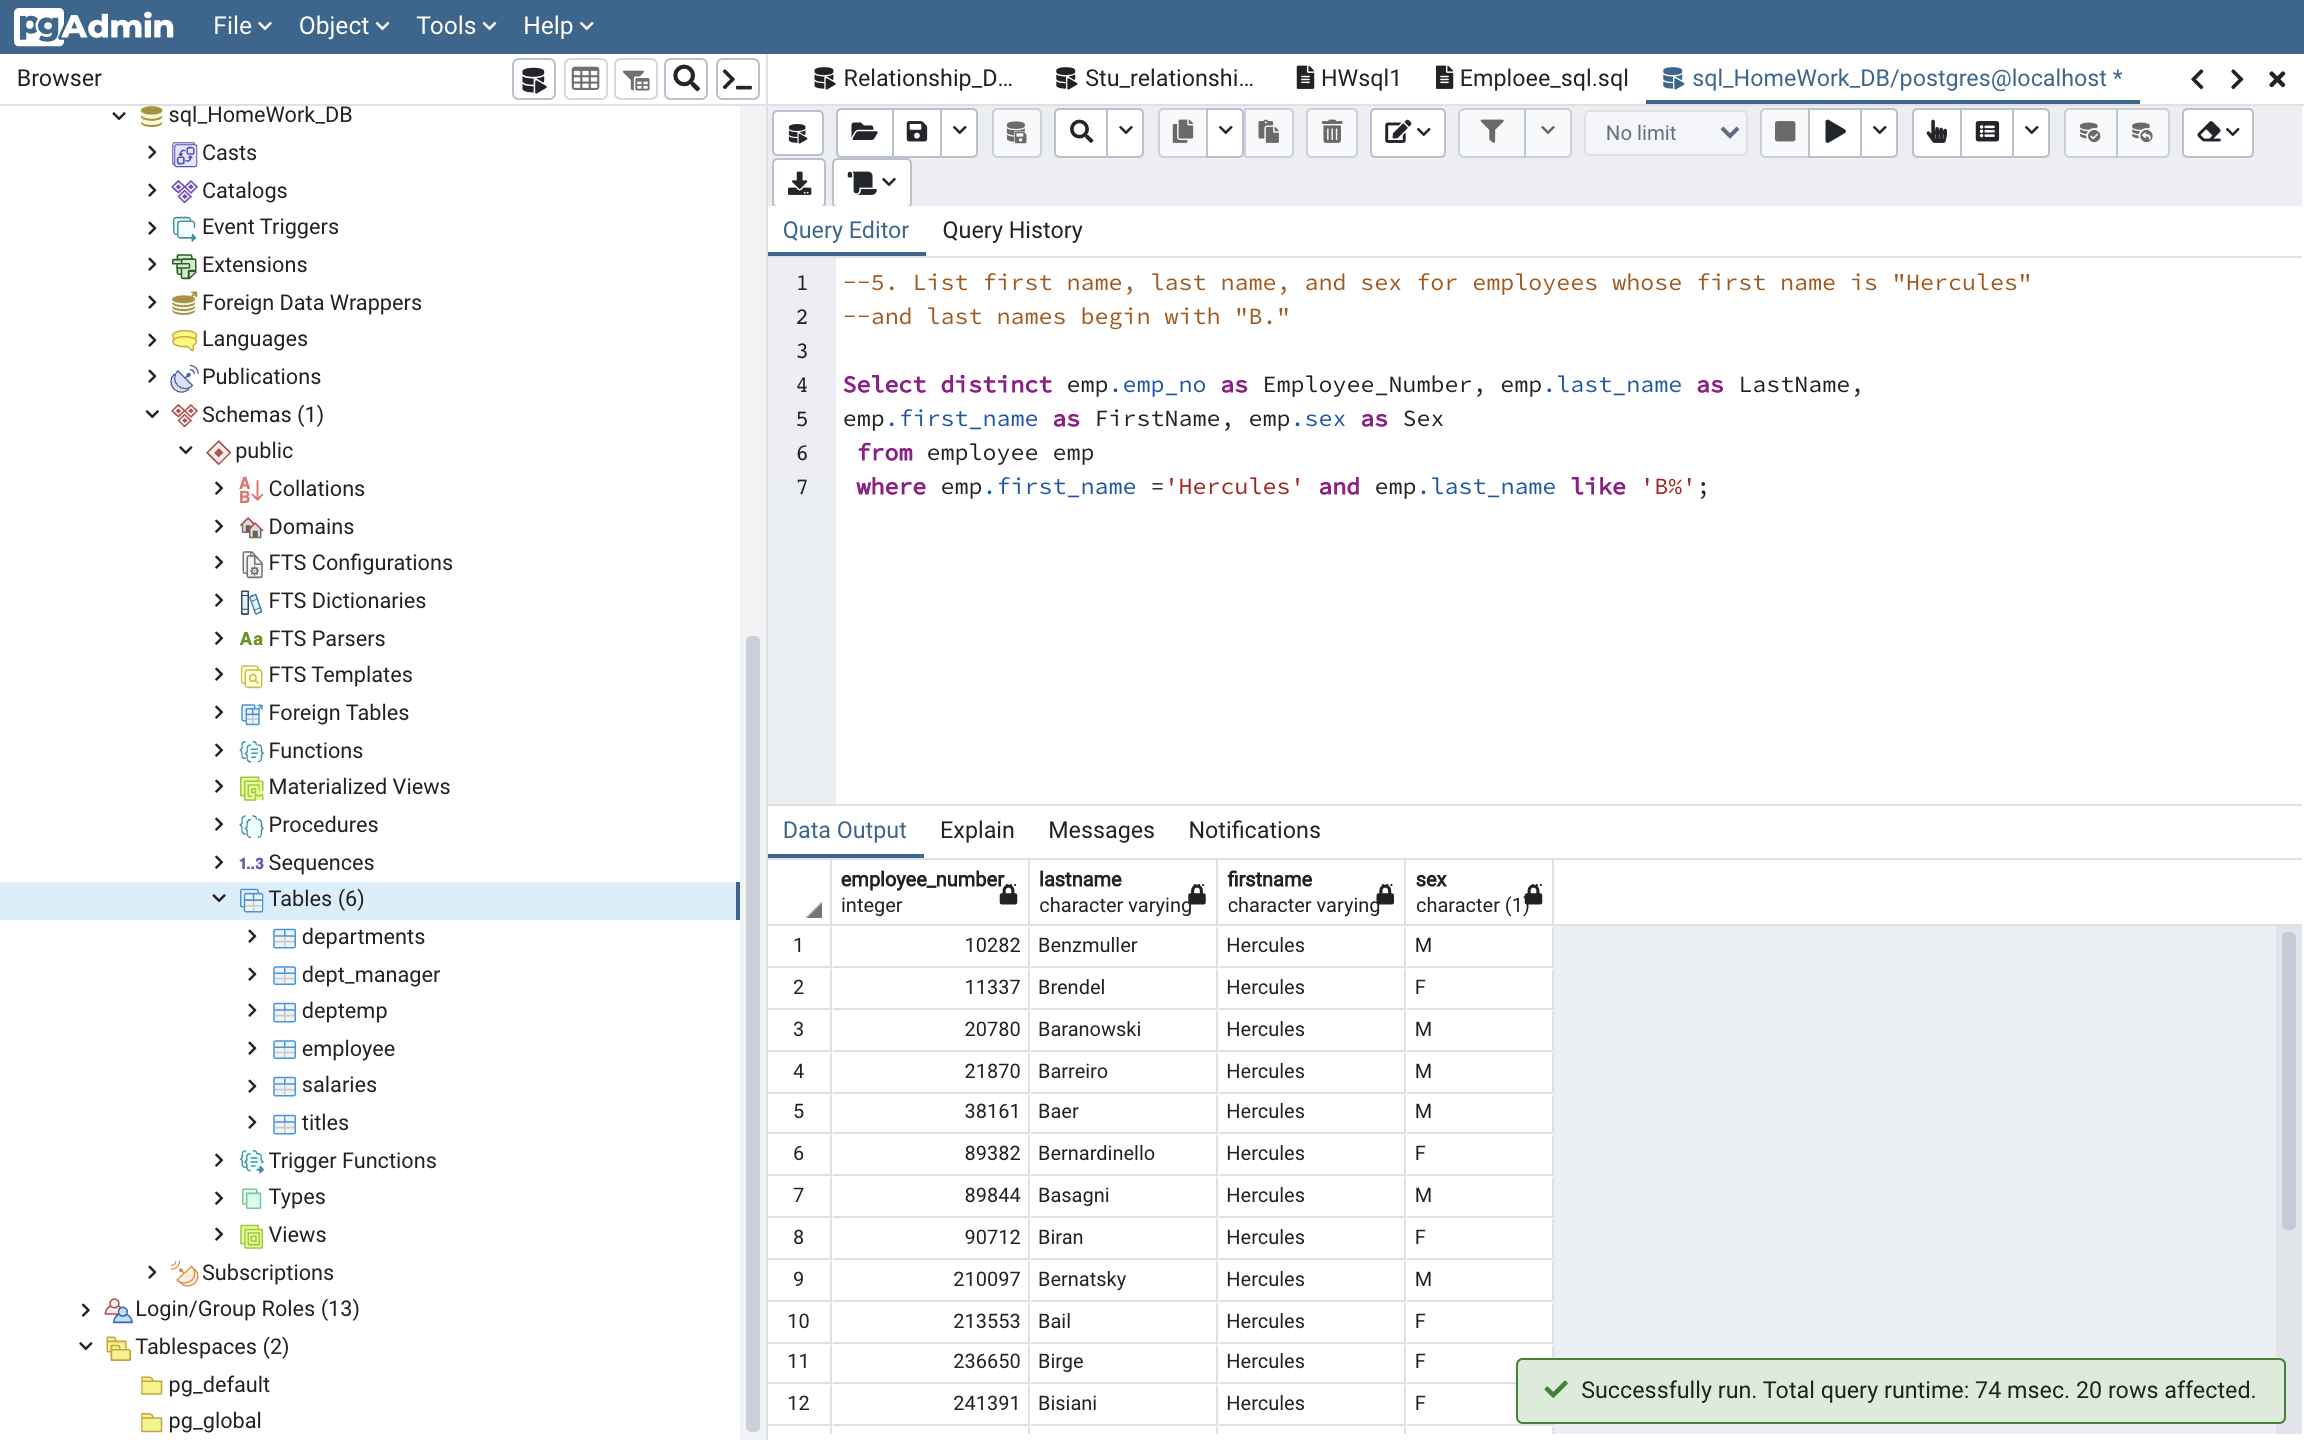 pgAdmin File Object Tools Help
Browser
Relationship_D... Stu_relationshi... HWsql1 Emploee_sql.sql sql_HomeWork_DB/postgres@localhost *
sql_HomeWork_DB
Casts
Catalogs
Event Triggers
Extensions
Foreign Data Wrappers
Languages
Publications
Schemas (1)
public
Collations
Domains
FTS Configurations
FTS Dictionaries
Aa FTS Parsers
FTS Templates
Foreign Tables
Functions
Materialized Views
Procedures
1..3 Sequences
Tables (6)
departments
dept_manager
deptemp
employee
salaries
titles
Trigger Functions
Types
Views
Subscriptions
Login/Group Roles (13)
Tablespaces (2)
pg_default
pg_global
No limit
Query Editor Query History
1 --5. List first name, last name, and sex for employees whose first name is "Hercules"
2 --and last names begin with "B."
3
4 Select distinct emp.emp_no as Employee_Number, emp.last_name as LastName,
5 emp.first_name as FirstName, emp.sex as Sex
6 from employee emp
7 where emp.first_name ='Hercules' and emp.last_name like 'B%';
Data Output Explain Messages Notifications
employee_number lastname firstname sex
integer character varying character varying character (1)
1 10282 Benzmuller Hercules M
2 11337 Brendel Hercules F
3 20780 Baranowski Hercules M
4 21870 Barreiro Hercules M
5 38161 Baer Hercules M
6 89382 Bernardinello Hercules F
7 89844 Basagni Hercules M
8 90712 Biran Hercules F
9 210097 Bernatsky Hercules M
10 213553 Bail Hercules F
11 236650 Birge Hercules F
12 241391 Bisiani Hercules F
Successfully run. Total query runtime: 74 msec. 20 rows affected.